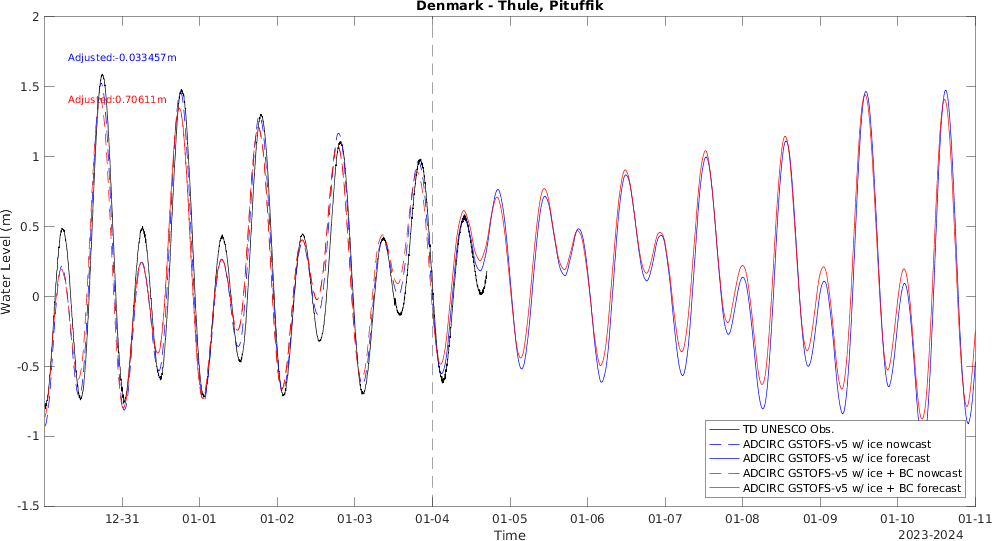 Denmark - Thule, Pituffik
Water Level (m)
2
1.5
1
0.5
0
-0.5
-1
-1.5
Adjusted:-0.033457m
Adjusted:0.70611m
TD UNESCO Obs.
ADCIRC GSTOFS-v5 w/ ice nowcast
ADCIRC GSTOFS-v5 w/ ice forecast
ADCIRC GSTOFS-v5 w/ ice + BC nowcast
ADCIRC GSTOFS-v5 w/ ice + BC forecast
12-31 01-01 01-02 01-03 01-04 01-05 01-06 01-07 01-08 01-09 01-10 01-11
Time
2023-2024